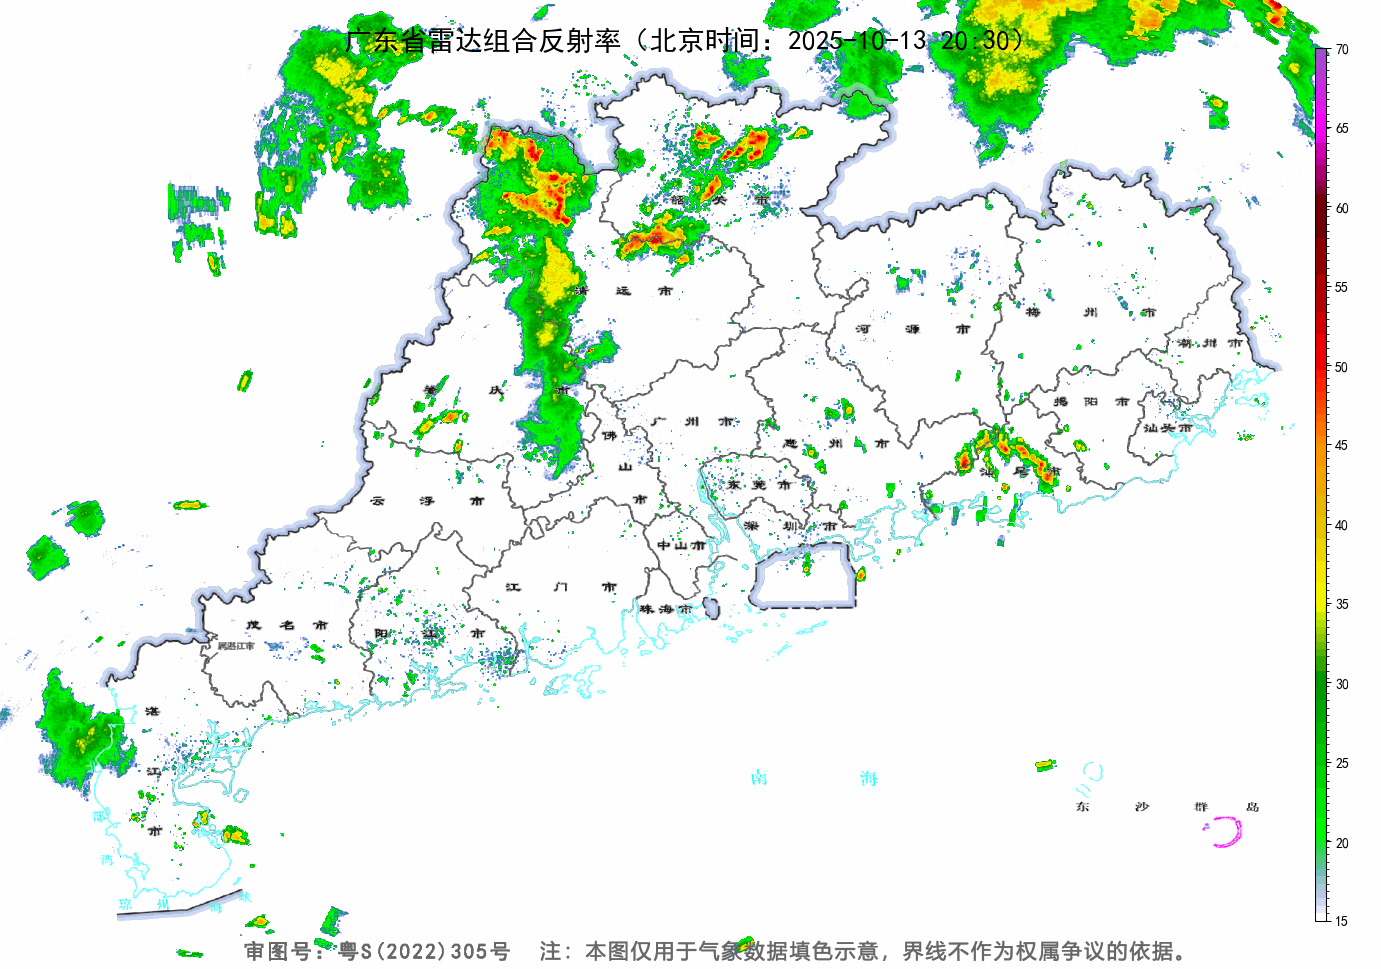 广东省雷达组合反射率（北京时间：2025-10-13 20:30）
70
65
60
55
50
45
40
35
30
25
20
15
韶关市
清远市
河源市
梅州市
潮州市
肇庆市
广州市
揭阳市
汕头市
佛山市
惠州市
汕尾市
云浮市
东莞市
深圳市
中山市
江门市
珠海市
茂名市
阳江市
属湛江市
湛江市
南海
东沙群岛
部湾
琼州海峡
审图号：粤S(2022)305号 注：本图仅用于气象数据填色示意，界线不作为权属争议的依据。